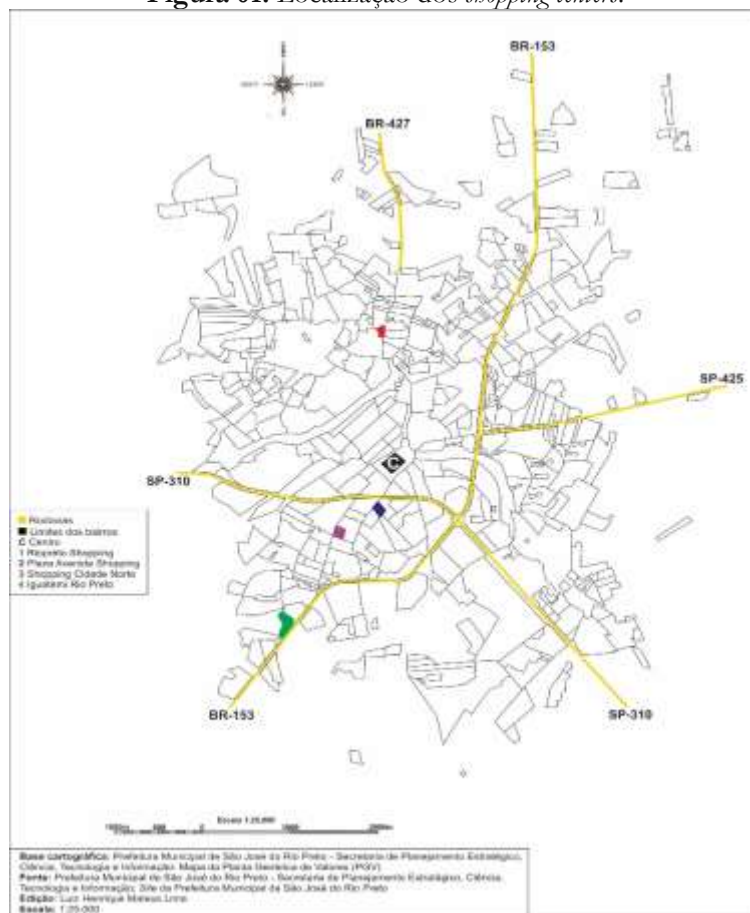 Figura 01. Localização dos shopping centers.
BR-153
BR-427
SP-425
SP-310
C
Rodovias
Limites dos bairros
C Centro
1 Riopreto Shopping
2 Plaza Avenida Shopping
3 Shopping Cidade Norte
4 Iguatemi Rio Preto
BR-153
SP-310
Escala 1:25.000
Base cartográfica: Prefeitura Municipal de São José do Rio Preto - Secretaria de Planejamento Estratégico,
Ciência, Tecnologia e Informação. Mapa da Planta Genérica de Valores (PGV)
Fonte: Prefeitura Municipal de São José do Rio Preto - Secretaria de Planejamento Estratégico, Ciência,
Tecnologia e Informação; Site da Prefeitura Municipal de São José do Rio Preto
Edição: Luiz Henrique Mateus Lima
Escala: 1:25.000